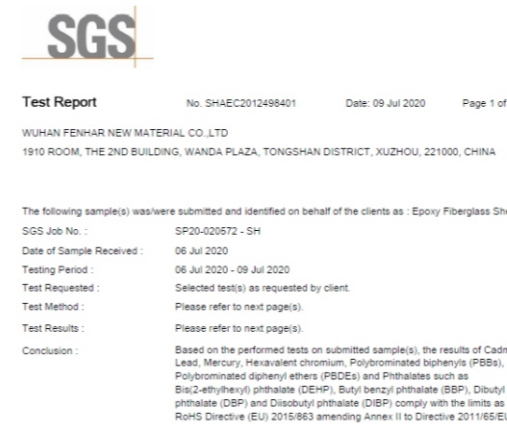 SGS
Test Report No. SHAEC2012498401 Date: 09 Jul 2020 Page 1 of
WUHAN FENHAR NEW MATERIAL CO.,LTD
1910 ROOM, THE 2ND BUILDING, WANDA PLAZA, TONGSHAN DISTRICT, XUZHOU, 221000, CHINA
The following sample(s) was/were submitted and identified on behalf of the clients as : Epoxy Fiberglass She
SGS Job No. : SP20-020572 - SH
Date of Sample Received : 06 Jul 2020
Testing Period : 06 Jul 2020 - 09 Jul 2020
Test Requested : Selected test(s) as requested by client.
Test Method : Please refer to next page(s).
Test Results : Please refer to next page(s).
Conclusion : Based on the performed tests on submitted sample(s), the results of Cadm
Lead, Mercury, Hexavalent chromium, Polybrominated biphenyls (PBBs),
Polybrominated diphenyl ethers (PBDEs) and Phthalates such as
Bis(2-ethylhexyl) phthalate (DEHP), Butyl benzyl phthalate (BBP), Dibutyl
phthalate (DBP) and Diisobutyl phthalate (DIBP) comply with the limits as
RoHS Directive (EU) 2015/863 amending Annex II to Directive 2011/65/EU